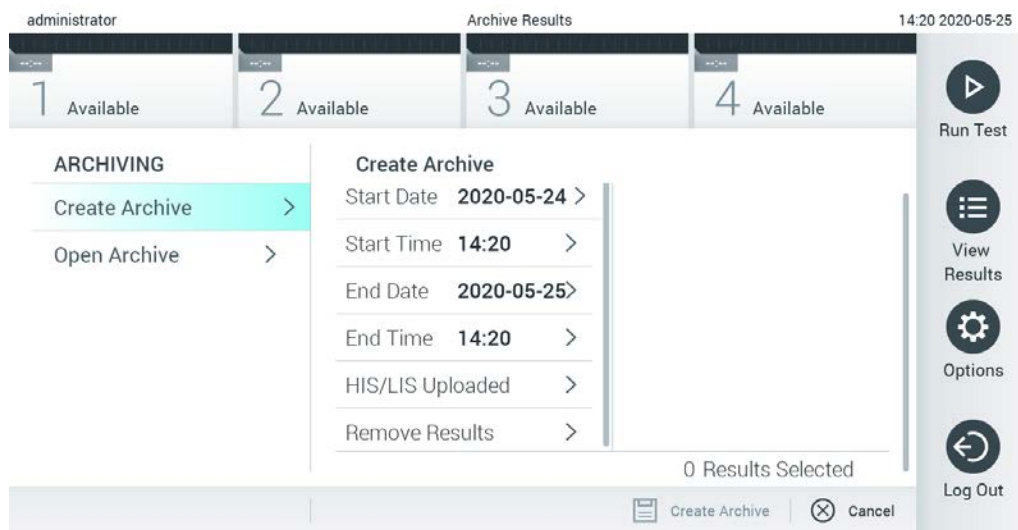 administrator
Archive Results
14:20 2020-05-25
--:--
1 Available
--:--
2 Available
--:--
3 Available
--:--
4 Available
ARCHIVING
Create Archive
Open Archive
Create Archive
Start Date 2020-05-24
Start Time 14:20
End Date 2020-05-25
End Time 14:20
HIS/LIS Uploaded
Remove Results
0 Results Selected
Create Archive
Cancel
Run Test
View
Results
Options
Log Out